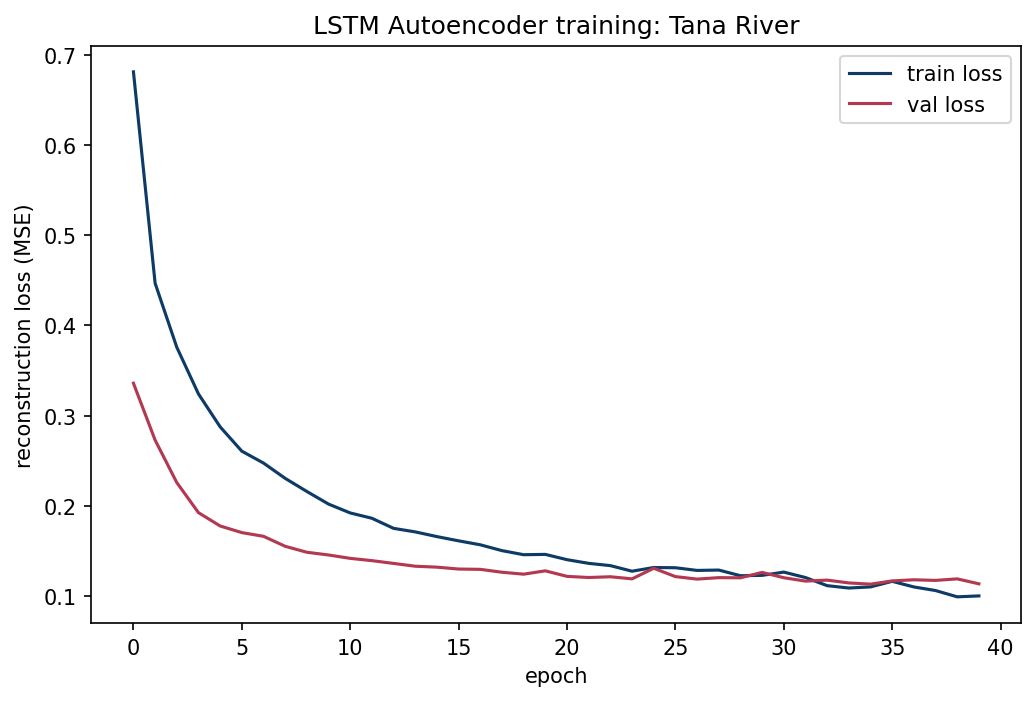 LSTM Autoencoder training: Tana River
train loss
val loss
reconstruction loss (MSE)
0.7
0.6
0.5
0.4
0.3
0.2
0.1
0 5 10 15 20 25 30 35 40
epoch